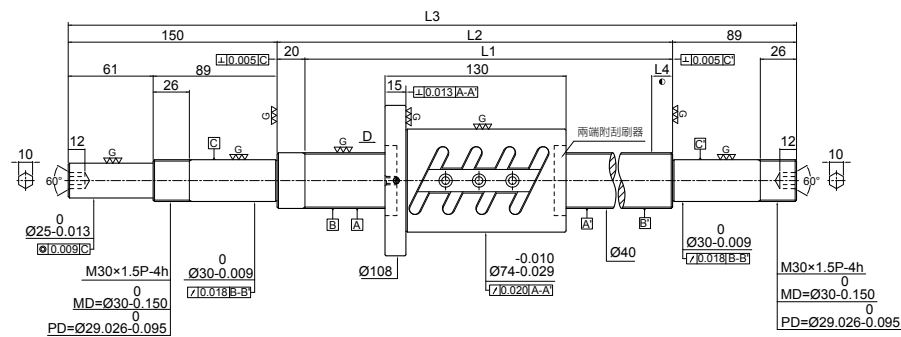 L3
150 L2 89
⊥ 0.005 C 20 L1 ⊥ 0.005 C' 26
61 89 130 L4
26 15 ⊥ 0.013 A-A'
G G G
兩端附刮刷器
12 G C G G D G C' G 12
10 60° 60° 10
B A A' B'
0
Ø25-0.013
◎ 0.009 C
0
Ø30-0.009
↗ 0.018 B-B'
Ø108
-0.010
Ø74-0.029
↗ 0.020 A-A'
Ø40
0
Ø30-0.009
↗ 0.018 B-B'
M30×1.5P-4h
0
MD=Ø30-0.150
0
PD=Ø29.026-0.095
M30×1.5P-4h
0
MD=Ø30-0.150
0
PD=Ø29.026-0.095